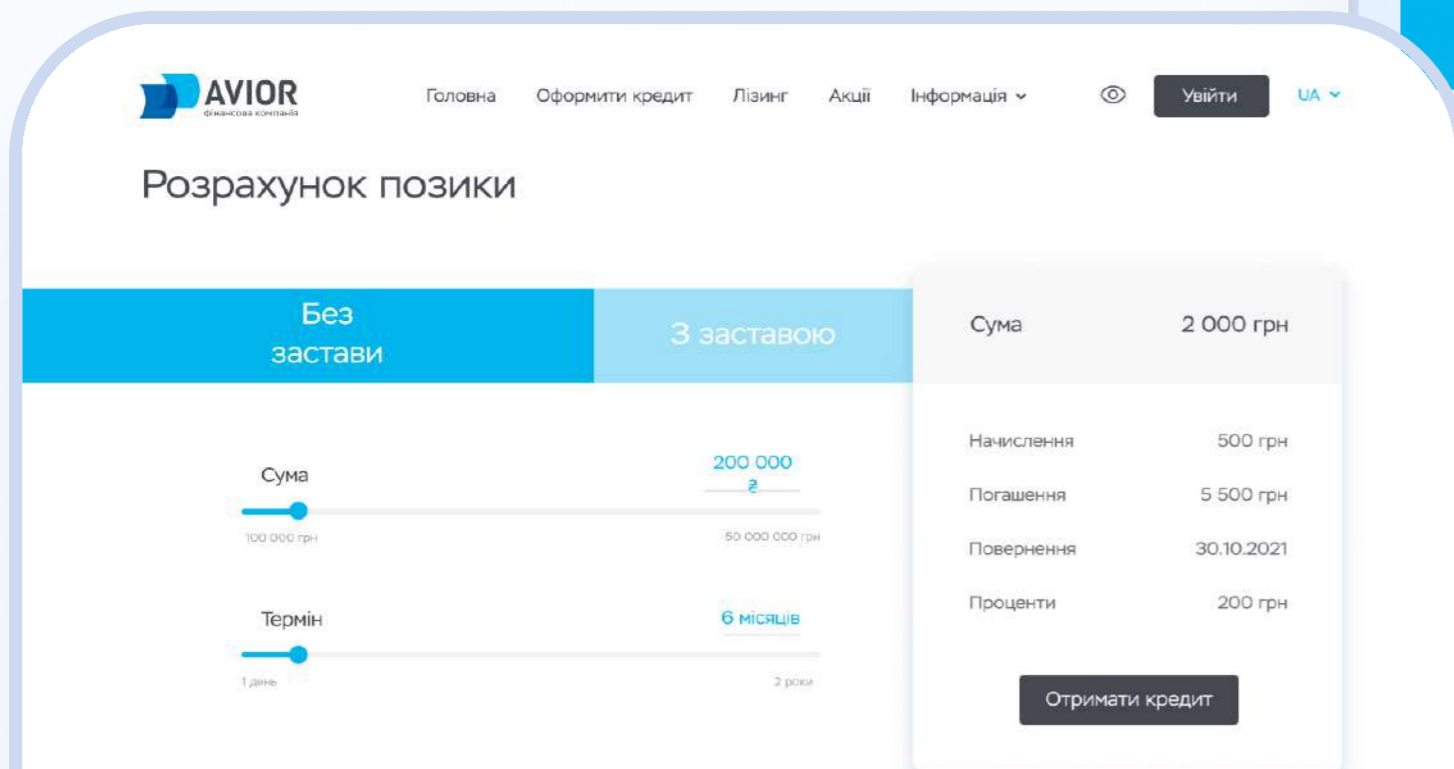 AVIOR
фінансова компанія
Головна Оформити кредит Лізинг Акції Інформація Увійти UA
Розрахунок позики
Без
застави
З заставою
Сума 2 000 грн
Сума
200 000
₴
100 000 грн 50 000 000 грн
Термін 6 місяців
1 день 2 роки
Начислення 500 грн
Погашення 5 500 грн
Повернення 30.10.2021
Проценти 200 грн
Отримати кредит